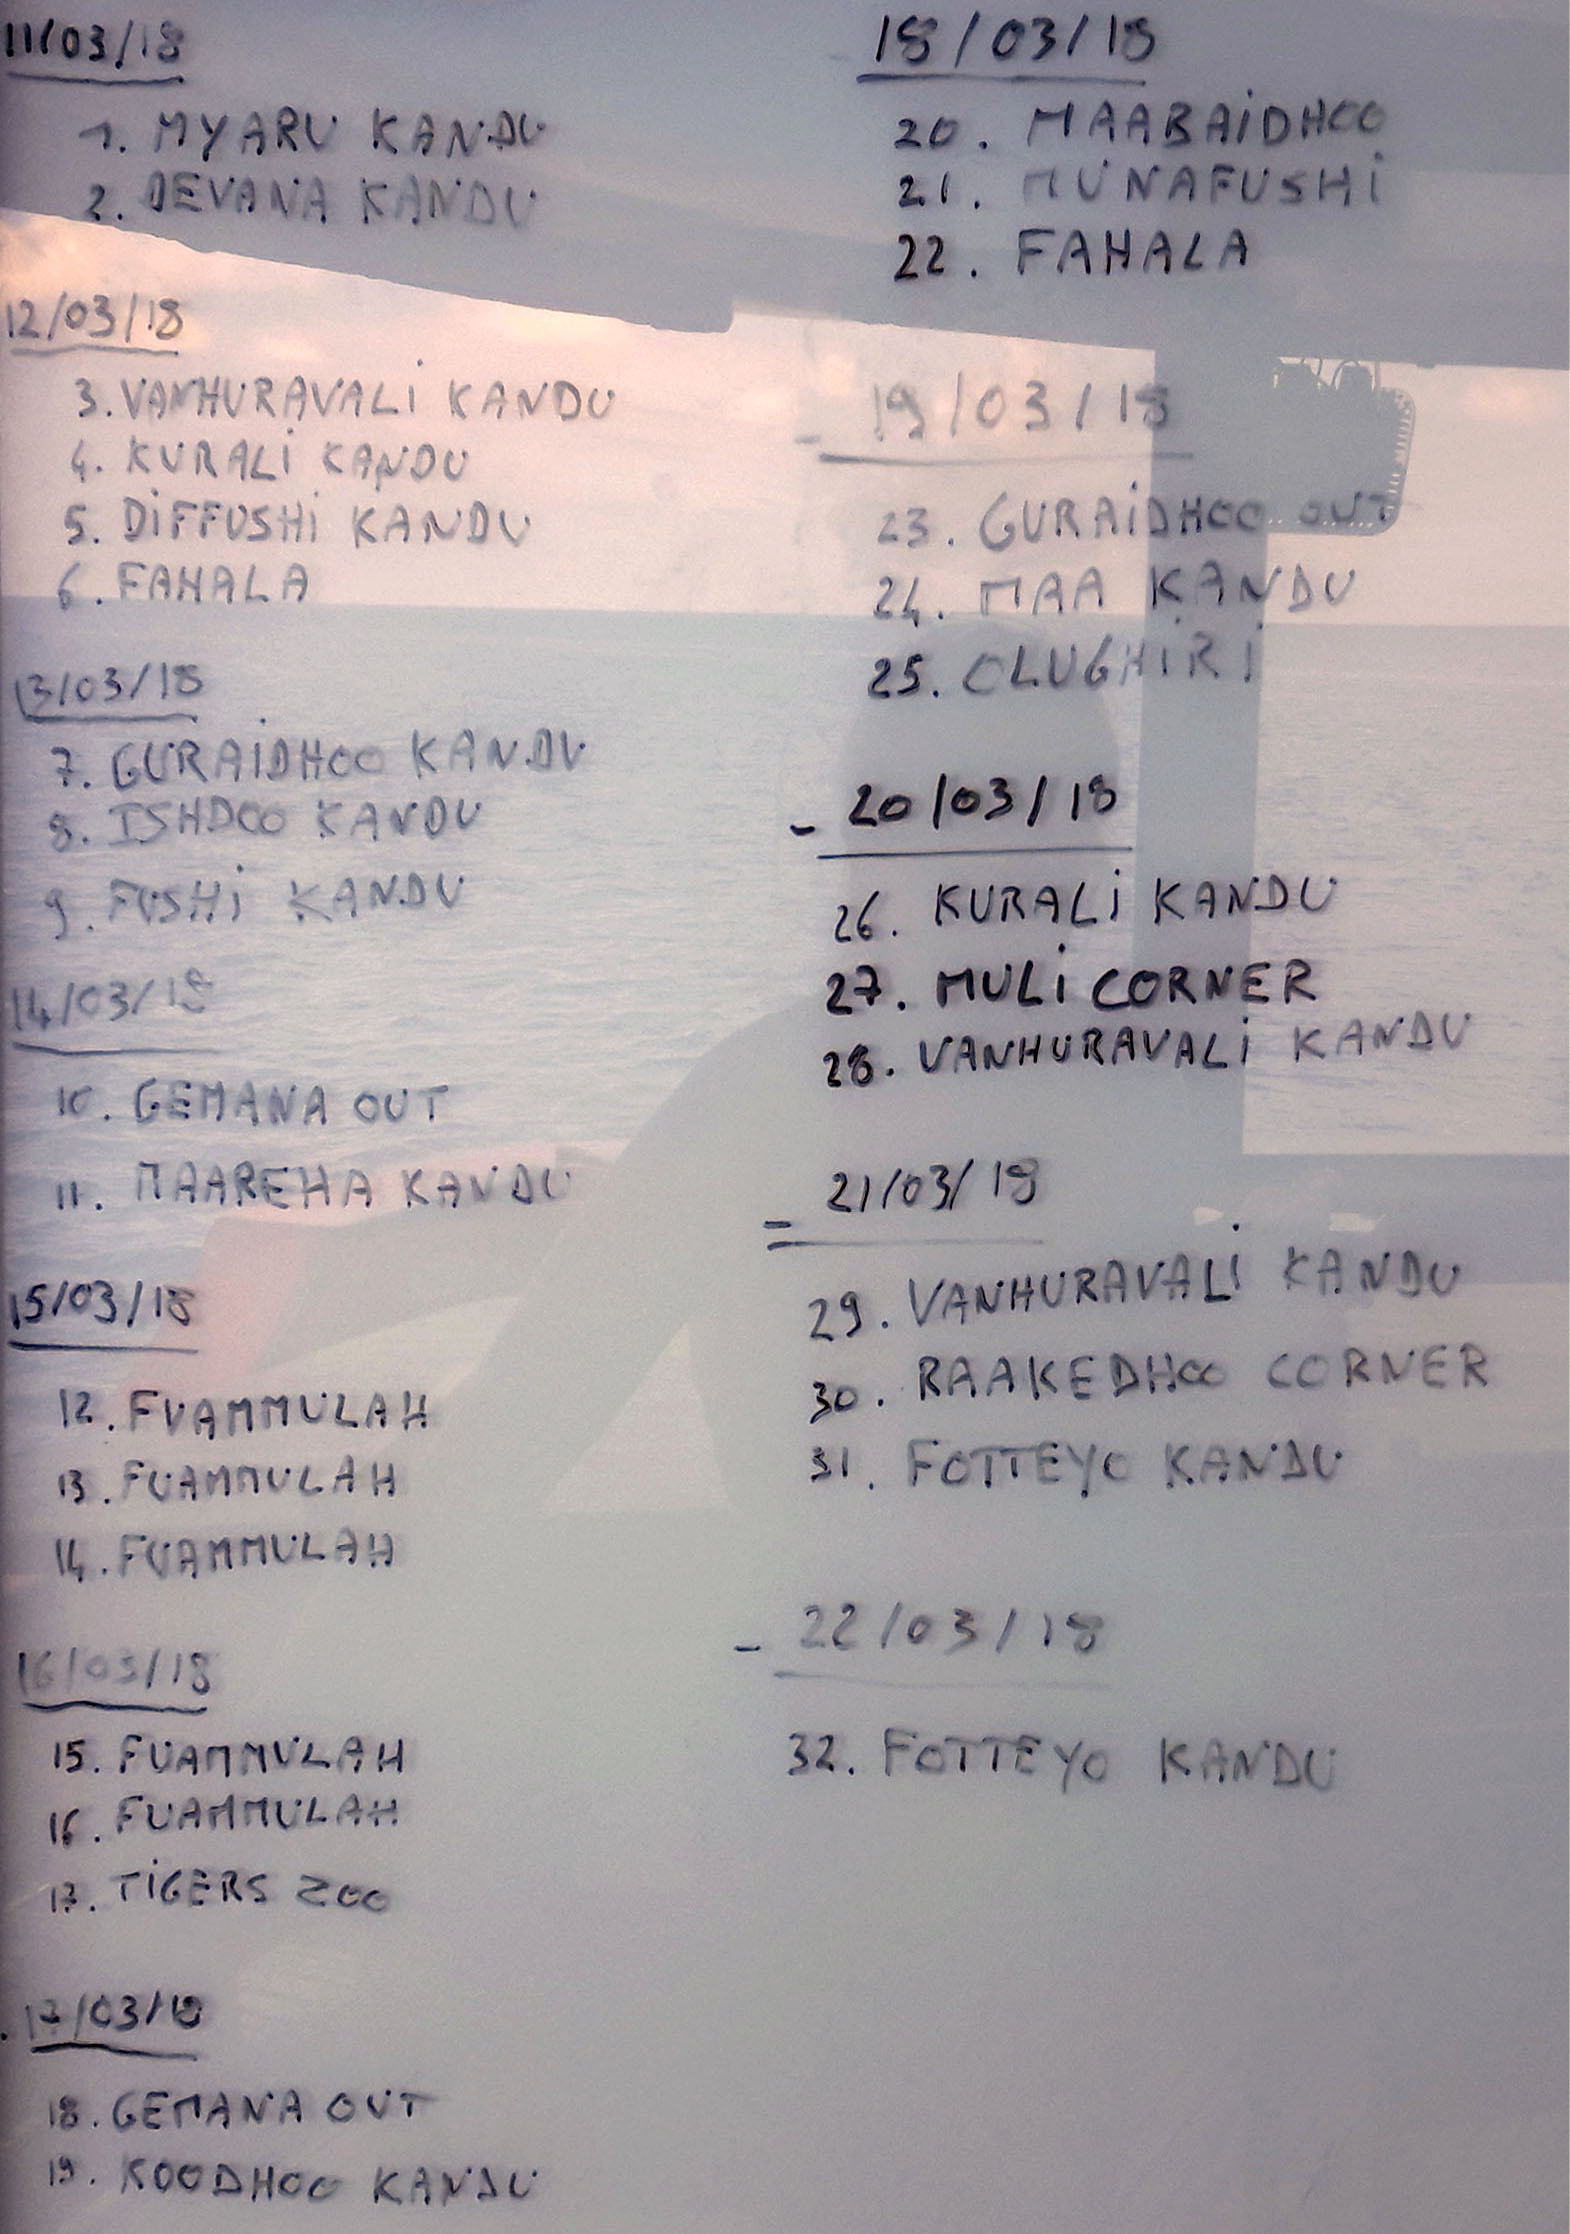 11/03/18
1. MYARU KANDU
2. DEVANA KANDU
12/03/18
3. VANHURAVALi KANDU
4. KURALi KANDU
5. DiFFUSHi KANDU
6. FAHALA
13/03/18
7. GURAiDHOO KANDU
8. ISHDOO KANDU
9. FUSHi KANDU
14/03/18
10. GEMANA OUT
11. MAAREHA KANDU
15/03/18
12. FUAMMULAH
13. FUAMMULAH
14. FUAMMULAH
16/03/18
15. FUAMMULAH
16. FUAMMULAH
17. TiGERS ZOO
17/03/18
18. GEMANA OUT
19. KOODHOO KANDU
18/03/18
20. MAABAiDHOO
21. MUNAFUSHi
22. FAHALA
- 19/03/18
23. GURAiDHOO OUT
24. MAA KANDU
25. OLUGHiRi
- 20/03/18
26. KURALi KANDU
27. MULi CORNER
28. VANHURAVALi KANDU
- 21/03/18
29. VANHURAVALi KANDU
30. RAAKEDHOO CORNER
31. FOTTEYO KANDU
- 22/03/18
32. FOTTEYO KANDU